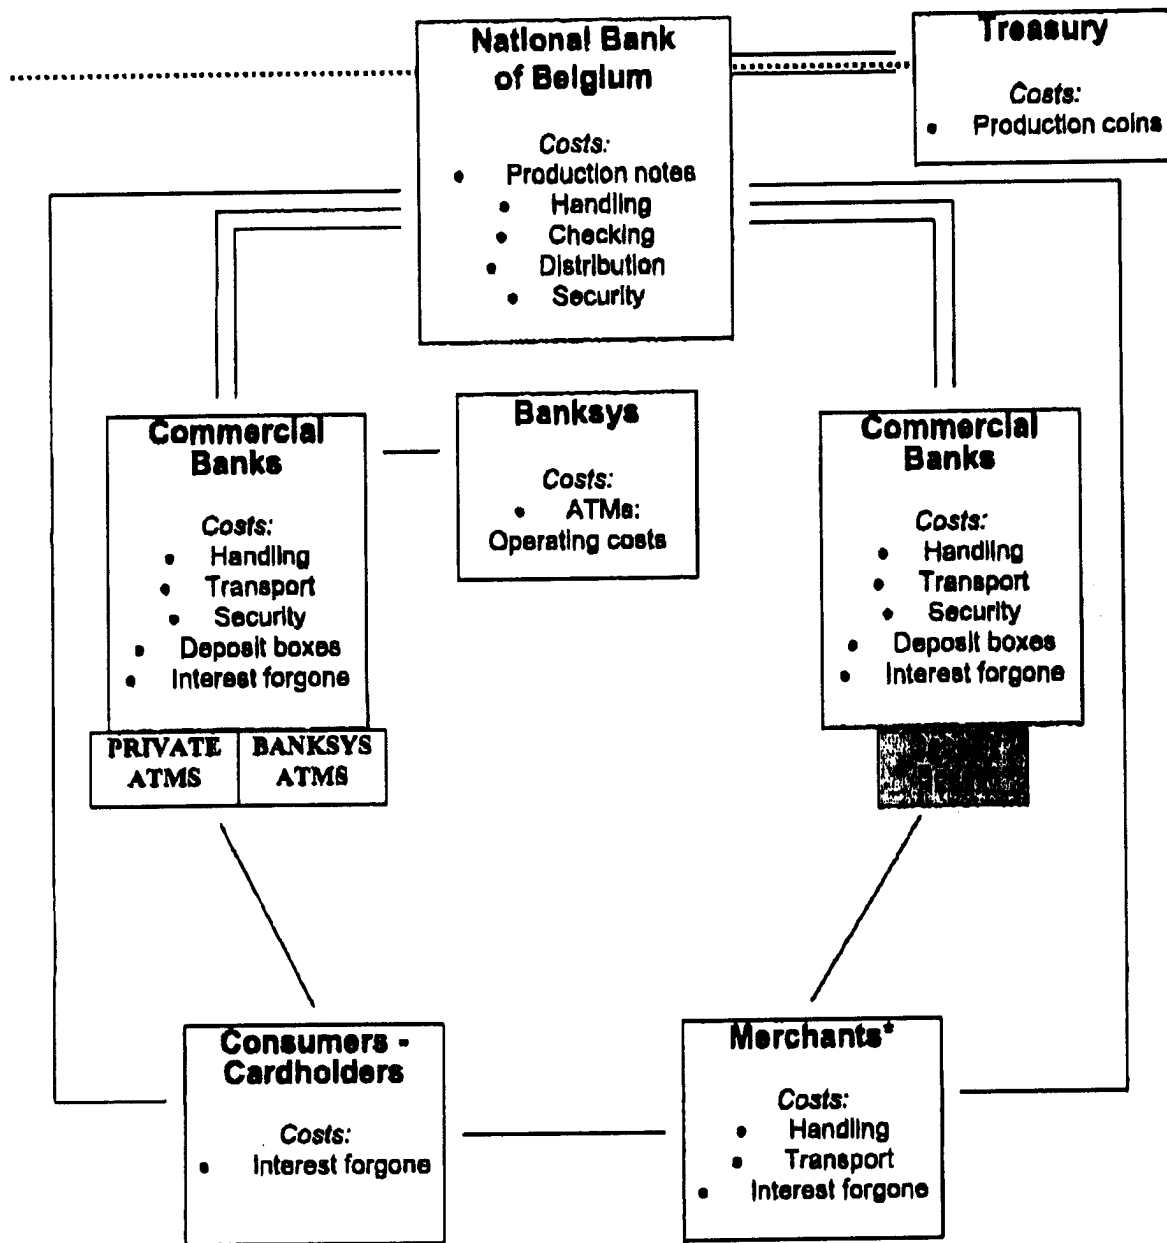 National Bank
of Belgium
Costs:
• Production notes
• Handling
• Checking
• Distribution
• Security
Treasury
Costs:
• Production coins
Commercial
Banks
Costs:
• Handling
• Transport
• Security
• Deposit boxes
• Interest forgone
PRIVATE
ATMS
BANKSYS
ATMS
Banksys
Costs:
• ATMs:
Operating costs
Commercial
Banks
Costs:
• Handling
• Transport
• Security
• Deposit boxes
• Interest forgone
Consumers -
Cardholders
Costs:
• Interest forgone
Merchants*
Costs:
• Handling
• Transport
• Interest forgone